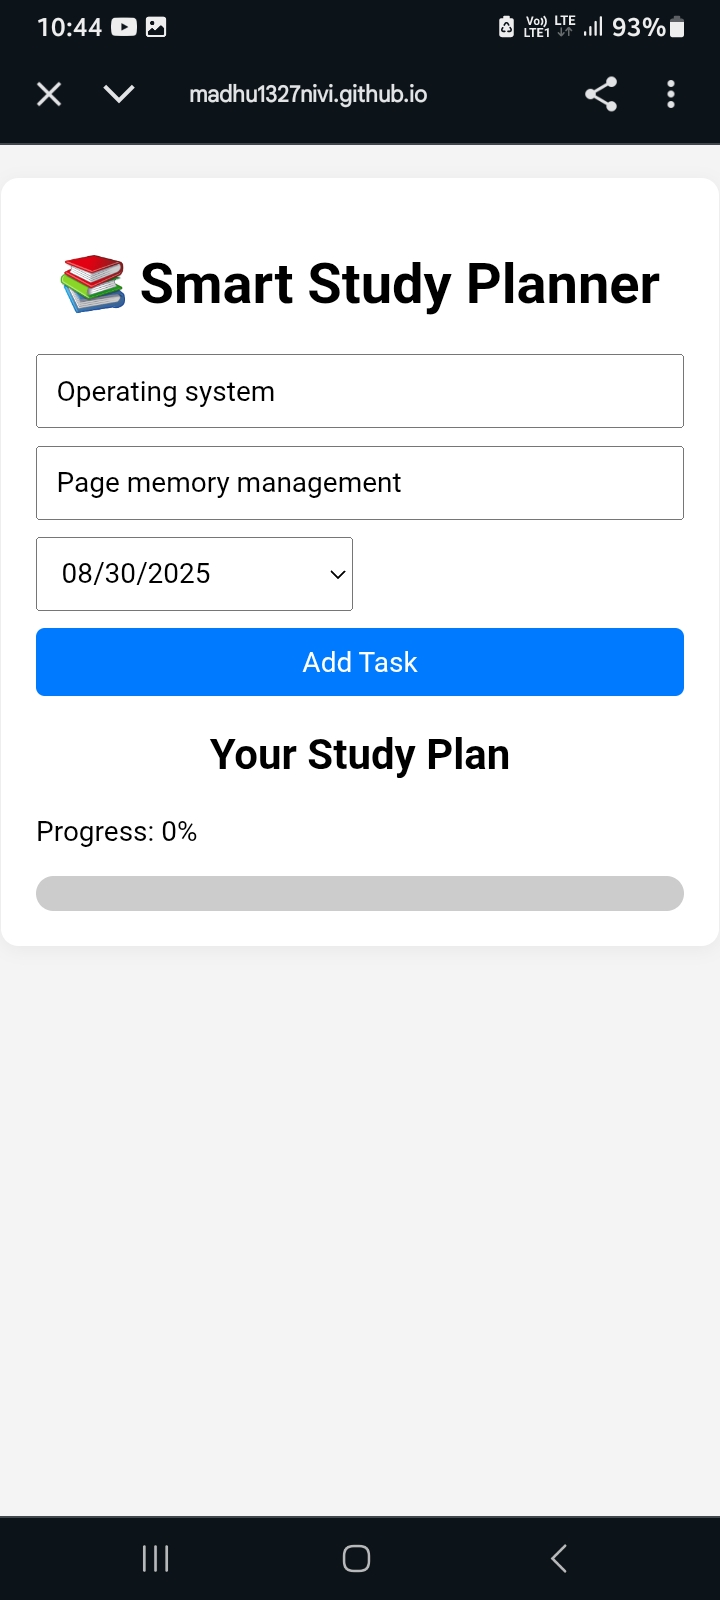 10:44
Vo)) LTE
LTE1
93%
madhu1327nivi.github.io
Smart Study Planner
Operating system
Page memory management
08/30/2025
Add Task
Your Study Plan
Progress: 0%